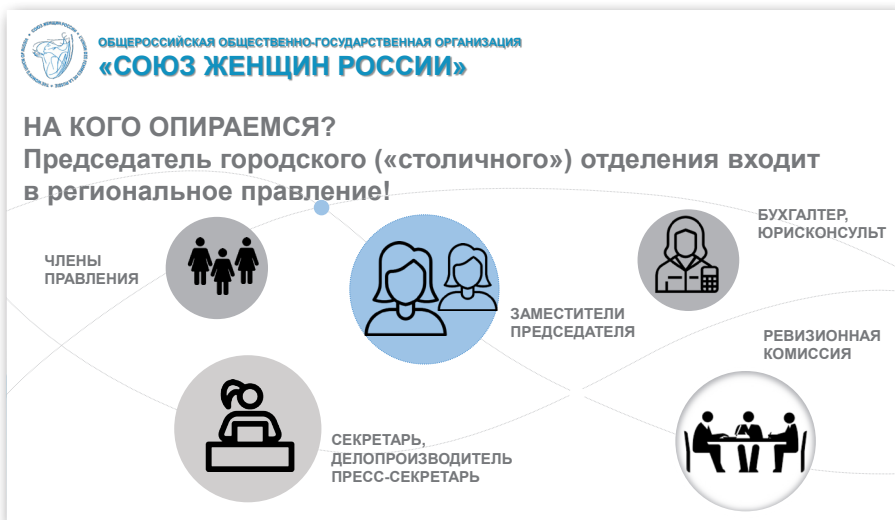 ОБЩЕРОССИЙСКАЯ ОБЩЕСТВЕННО-ГОСУДАРСТВЕННАЯ ОРГАНИЗАЦИЯ
«СОЮЗ ЖЕНЩИН РОССИИ»
НА КОГО ОПИРАЕМСЯ?
Председатель городского («столичного») отделения входит
в региональное правление!
ЧЛЕНЫ
ПРАВЛЕНИЯ
ЗАМЕСТИТЕЛИ
ПРЕДСЕДАТЕЛЯ
БУХГАЛТЕР,
ЮРИСКОНСУЛЬТ
СЕКРЕТАРЬ,
ДЕЛОПРОИЗВОДИТЕЛЬ
ПРЕСС-СЕКРЕТАРЬ
РЕВИЗИОННАЯ
КОМИССИЯ